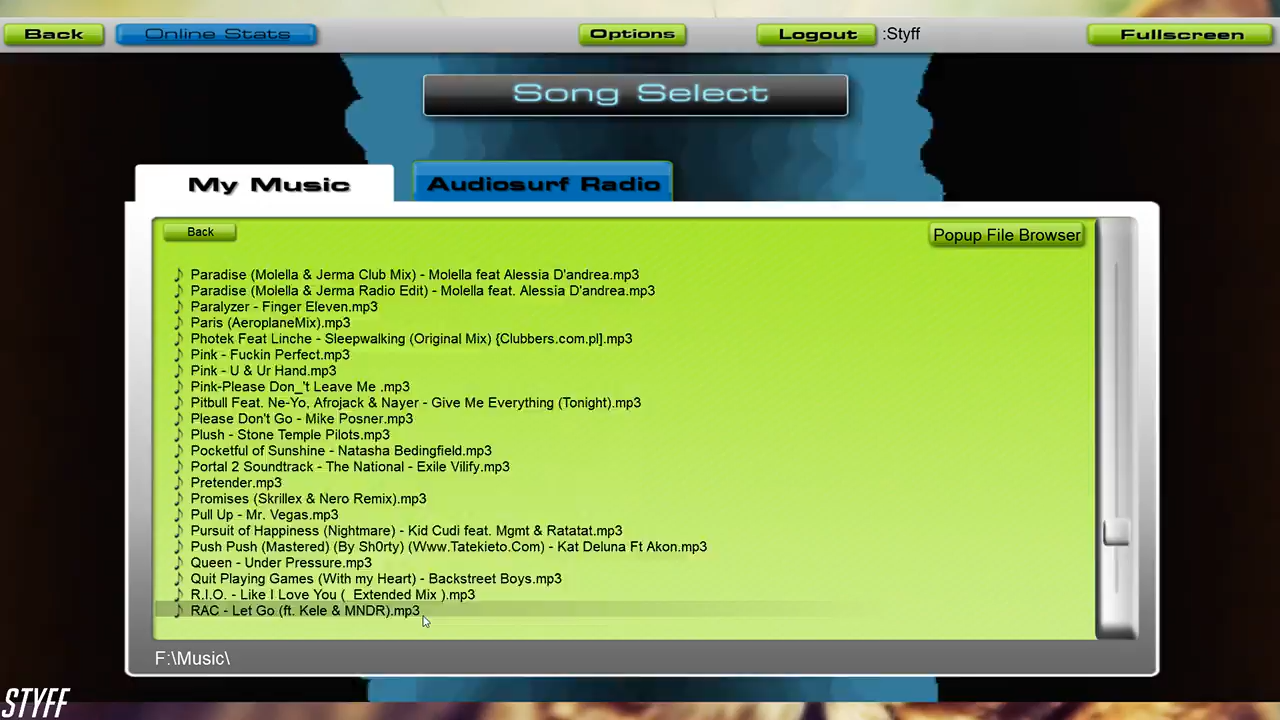 Back Online Stats Options Logout :Styff Fullscreen
Song Select
My Music Audiosurf Radio
Back Popup File Browser
Paradise (Molella & Jerma Club Mix) - Molella feat Alessia D'andrea.mp3
Paradise (Molella & Jerma Radio Edit) - Molella feat. Alessia D'andrea.mp3
Paralyzer - Finger Eleven.mp3
Paris (AeroplaneMix).mp3
Photek Feat Linche - Sleepwalking (Original Mix) {Clubbers.com.pl].mp3
Pink - Fuckin Perfect.mp3
Pink - U & Ur Hand.mp3
Pink-Please Don_'t Leave Me .mp3
Pitbull Feat. Ne-Yo, Afrojack & Nayer - Give Me Everything (Tonight).mp3
Please Don't Go - Mike Posner.mp3
Plush - Stone Temple Pilots.mp3
Pocketful of Sunshine - Natasha Bedingfield.mp3
Portal 2 Soundtrack - The National - Exile Vilify.mp3
Pretender.mp3
Promises (Skrillex & Nero Remix).mp3
Pull Up - Mr. Vegas.mp3
Pursuit of Happiness (Nightmare) - Kid Cudi feat. Mgmt & Ratatat.mp3
Push Push (Mastered) (By Sh0rty) (Www.Tatekieto.Com) - Kat Deluna Ft Akon.mp3
Queen - Under Pressure.mp3
Quit Playing Games (With my Heart) - Backstreet Boys.mp3
R.I.O. - Like I Love You (  Extended Mix ).mp3
RAC - Let Go (ft. Kele & MNDR).mp3
F:\Music\
STYFF